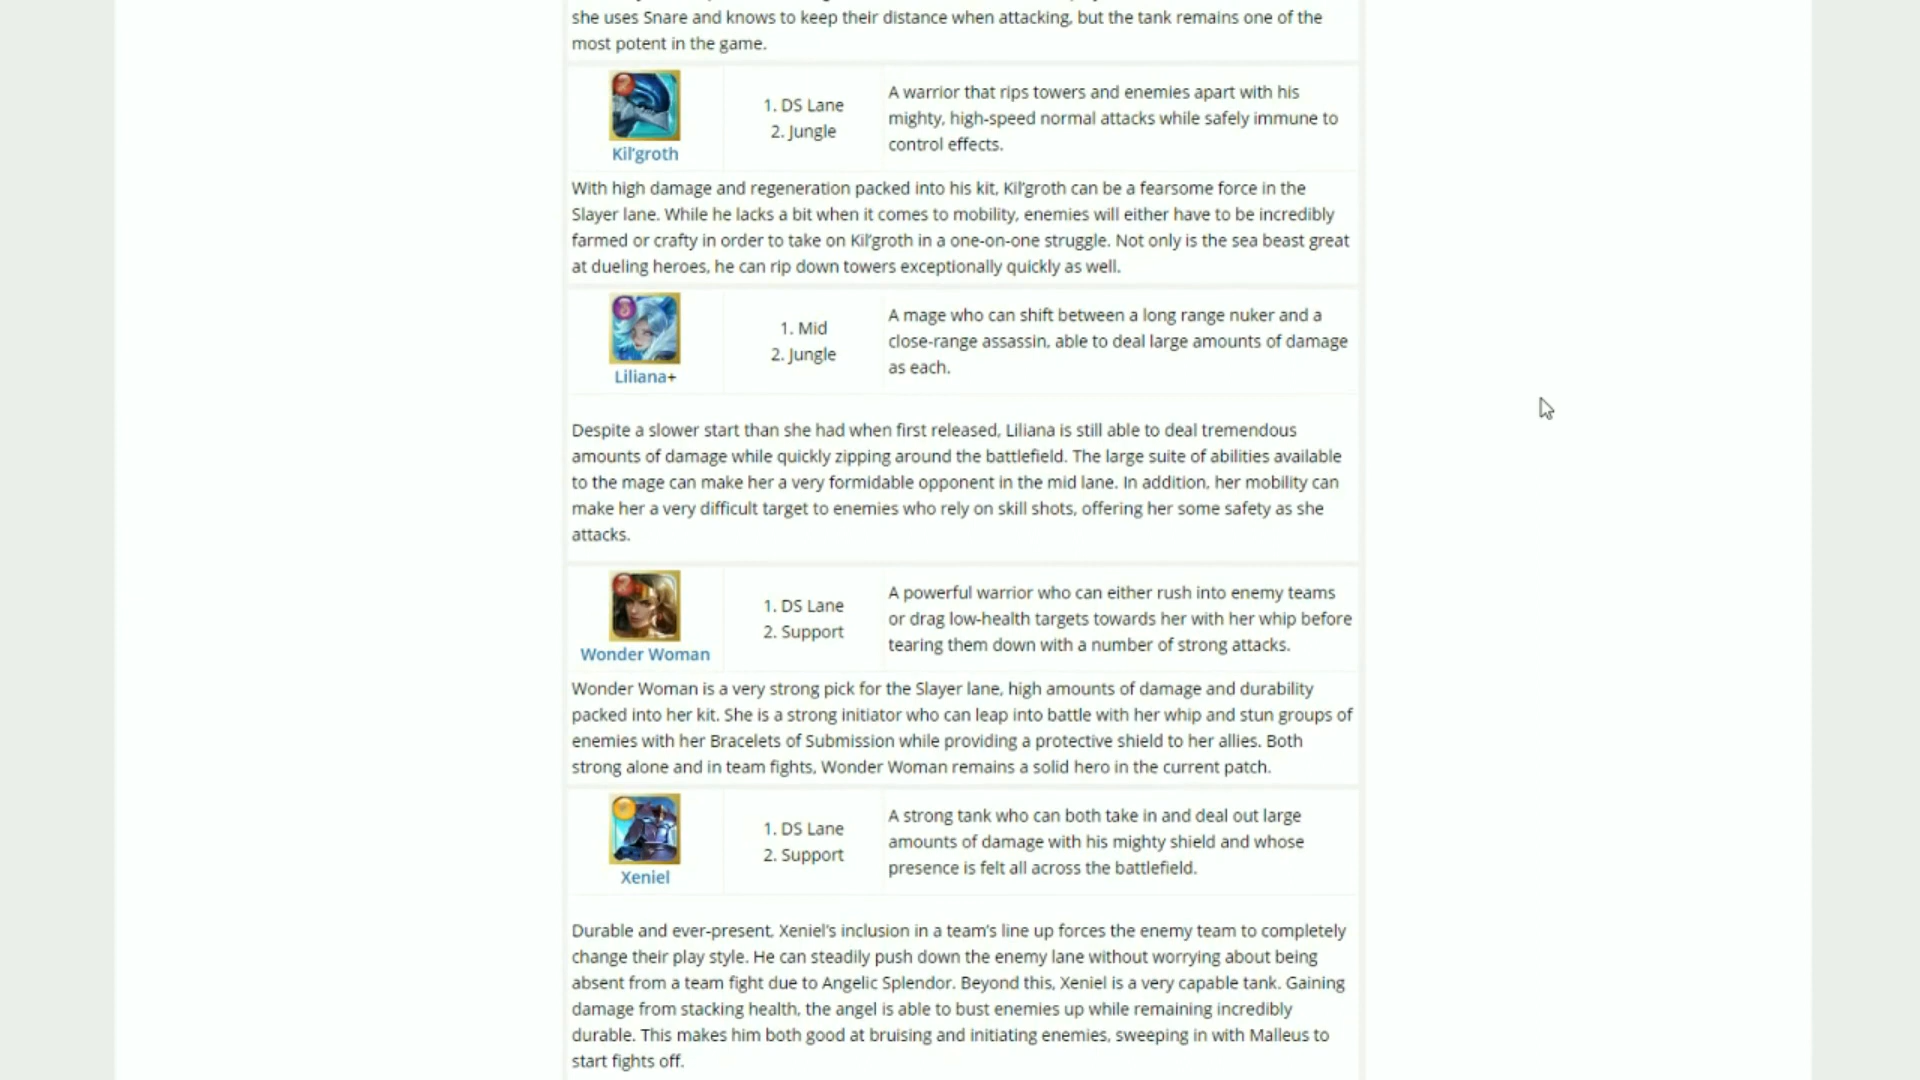 she uses Snare and knows to keep their distance when attacking, but the tank remains one of the
most potent in the game.
Kil'groth
1. DS Lane
2. Jungle
A warrior that rips towers and enemies apart with his
mighty, high-speed normal attacks while safely immune to
control effects.
With high damage and regeneration packed into his kit, Kil'groth can be a fearsome force in the
Slayer lane. While he lacks a bit when it comes to mobility, enemies will either have to be incredibly
farmed or crafty in order to take on Kil'groth in a one-on-one struggle. Not only is the sea beast great
at dueling heroes, he can rip down towers exceptionally quickly as well.
Liliana+
1. Mid
2. Jungle
A mage who can shift between a long range nuker and a
close-range assassin, able to deal large amounts of damage
as each.
Despite a slower start than she had when first released, Liliana is still able to deal tremendous
amounts of damage while quickly zipping around the battlefield. The large suite of abilities available
to the mage can make her a very formidable opponent in the mid lane. In addition, her mobility can
make her a very difficult target to enemies who rely on skill shots, offering her some safety as she
attacks.
Wonder Woman
1. DS Lane
2. Support
A powerful warrior who can either rush into enemy teams
or drag low-health targets towards her with her whip before
tearing them down with a number of strong attacks.
Wonder Woman is a very strong pick for the Slayer lane, high amounts of damage and durability
packed into her kit. She is a strong initiator who can leap into battle with her whip and stun groups of
enemies with her Bracelets of Submission while providing a protective shield to her allies. Both
strong alone and in team fights, Wonder Woman remains a solid hero in the current patch.
Xeniel
1. DS Lane
2. Support
A strong tank who can both take in and deal out large
amounts of damage with his mighty shield and whose
presence is felt all across the battlefield.
Durable and ever-present, Xeniel's inclusion in a team's line up forces the enemy team to completely
change their play style. He can steadily push down the enemy lane without worrying about being
absent from a team fight due to Angelic Splendor. Beyond this, Xeniel is a very capable tank. Gaining
damage from stacking health, the angel is able to bust enemies up while remaining incredibly
durable. This makes him both good at bruising and initiating enemies, sweeping in with Malleus to
start fights off.